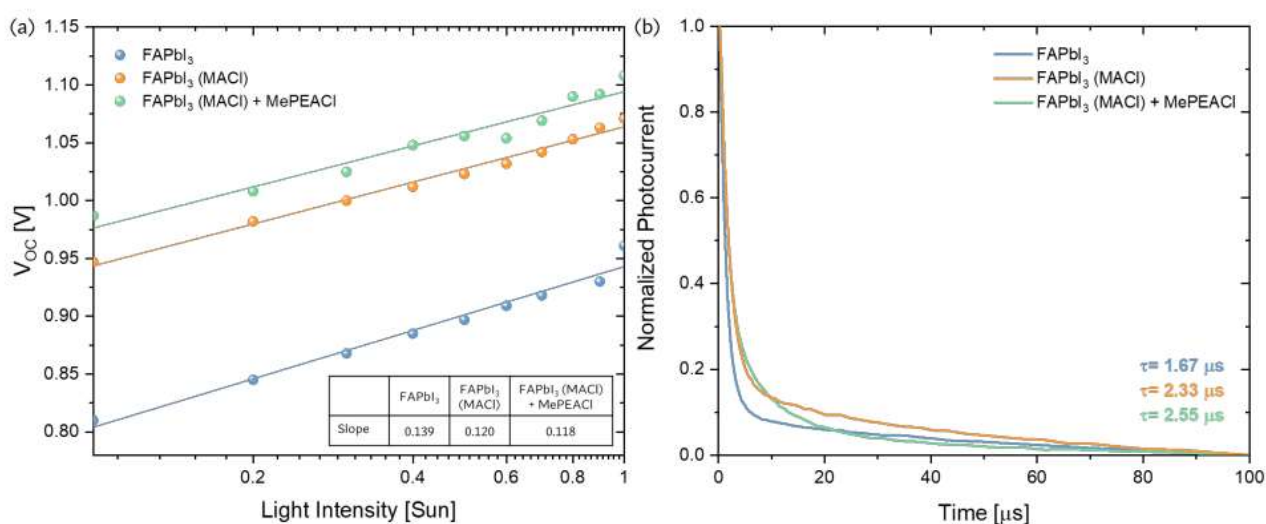 (a)
1.15
1.10
1.05
1.00
0.95
0.90
0.85
0.80
V_OC [V]
FAPbI₃
FAPbI₃ (MACl)
FAPbI₃ (MACl) + MePEACl
FAPbI₃ FAPbI₃ (MACl) FAPbI₃ (MACl) + MePEACl
Slope 0.139 0.120 0.118
0.2 0.4 0.6 0.8 1
Light Intensity [Sun]
(b)
1.0
0.8
0.6
0.4
0.2
0.0
Normalized Photocurrent
FAPbI₃
FAPbI₃ (MACl)
FAPbI₃ (MACl) + MePEACl
τ= 1.67 μs
τ= 2.33 μs
τ= 2.55 μs
0 20 40 60 80 100
Time [μs]